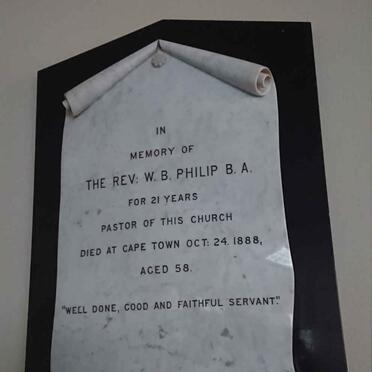 IN
MEMORY OF
THE REV: W. B. PHILIP B. A.
FOR 21 YEARS
PASTOR OF THIS CHURCH
DIED AT CAPE TOWN OCT: 24. 1888,
AGED 58.
"WELL DONE, GOOD AND FAITHFUL SERVANT."